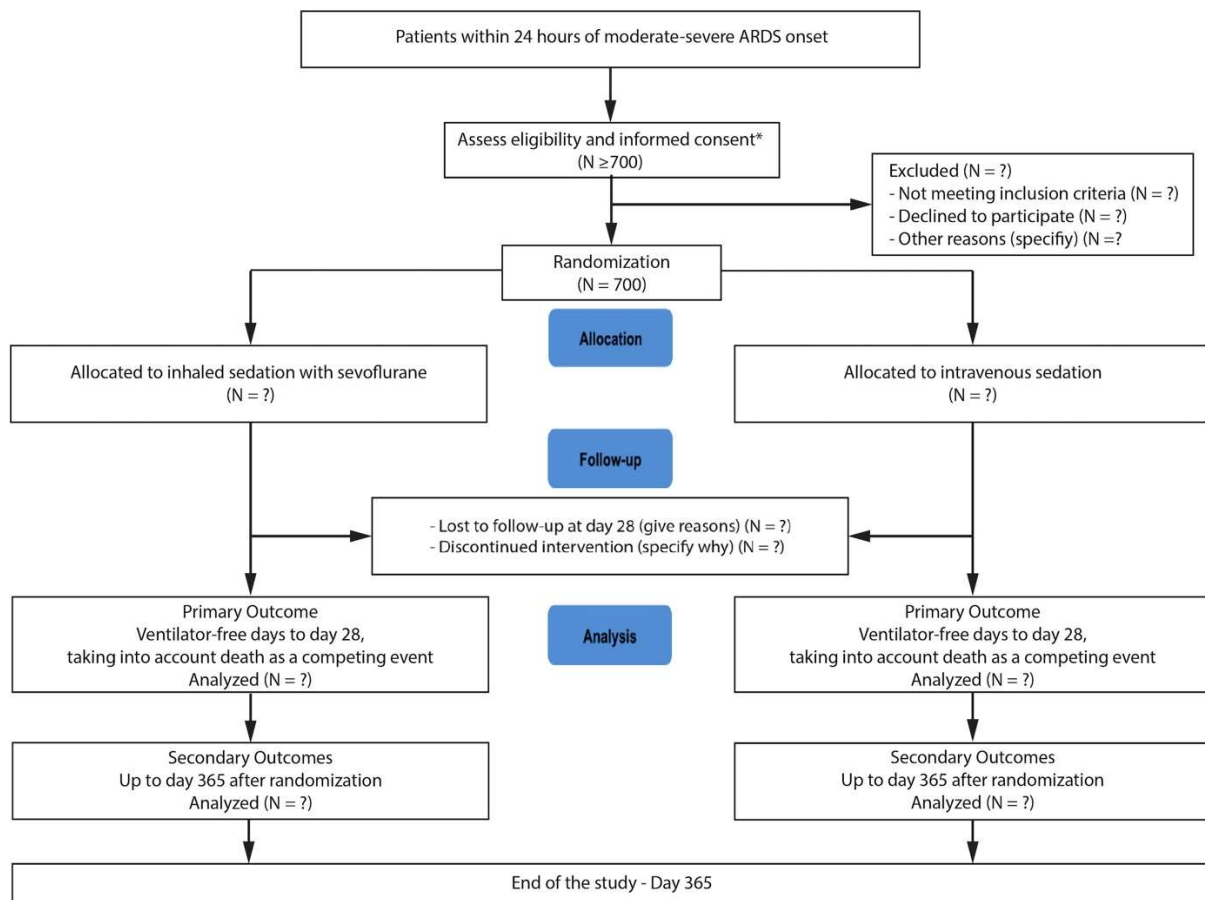 Patients within 24 hours of moderate-severe ARDS onset
Assess eligibility and informed consent*
(N ≥700)
Excluded (N = ?)
- Not meeting inclusion criteria (N = ?)
- Declined to participate (N = ?)
- Other reasons (specifiy) (N =?
Randomization
(N = 700)
Allocation
Allocated to inhaled sedation with sevoflurane
(N = ?)
Allocated to intravenous sedation
(N = ?)
Follow-up
- Lost to follow-up at day 28 (give reasons) (N = ?)
- Discontinued intervention (specify why) (N = ?)
Primary Outcome
Ventilator-free days to day 28,
taking into account death as a competing event
Analyzed (N = ?)
Analysis
Primary Outcome
Ventilator-free days to day 28,
taking into account death as a competing event
Analyzed (N = ?)
Secondary Outcomes
Up to day 365 after randomization
Analyzed (N = ?)
Secondary Outcomes
Up to day 365 after randomization
Analyzed (N = ?)
End of the study - Day 365